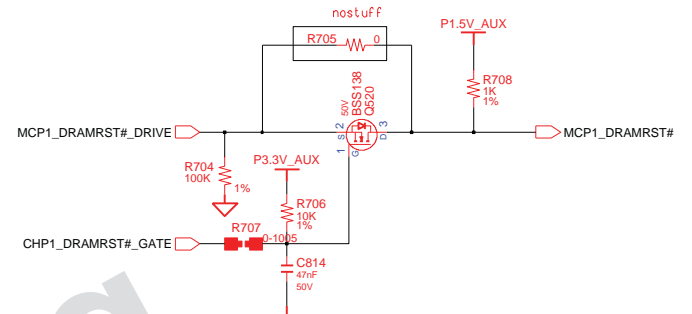 nostuff
R705
0
P1.5V_AUX
R708
1K
1%
BSS138
Q520
50V
S
2
3
D
1
G
MCP1_DRAMRST#_DRIVE
MCP1_DRAMRST#
R704
100K
1%
P3.3V_AUX
R706
10K
1%
R707
0-1005
CHP1_DRAMRST#_GATE
C814
47nF
50V